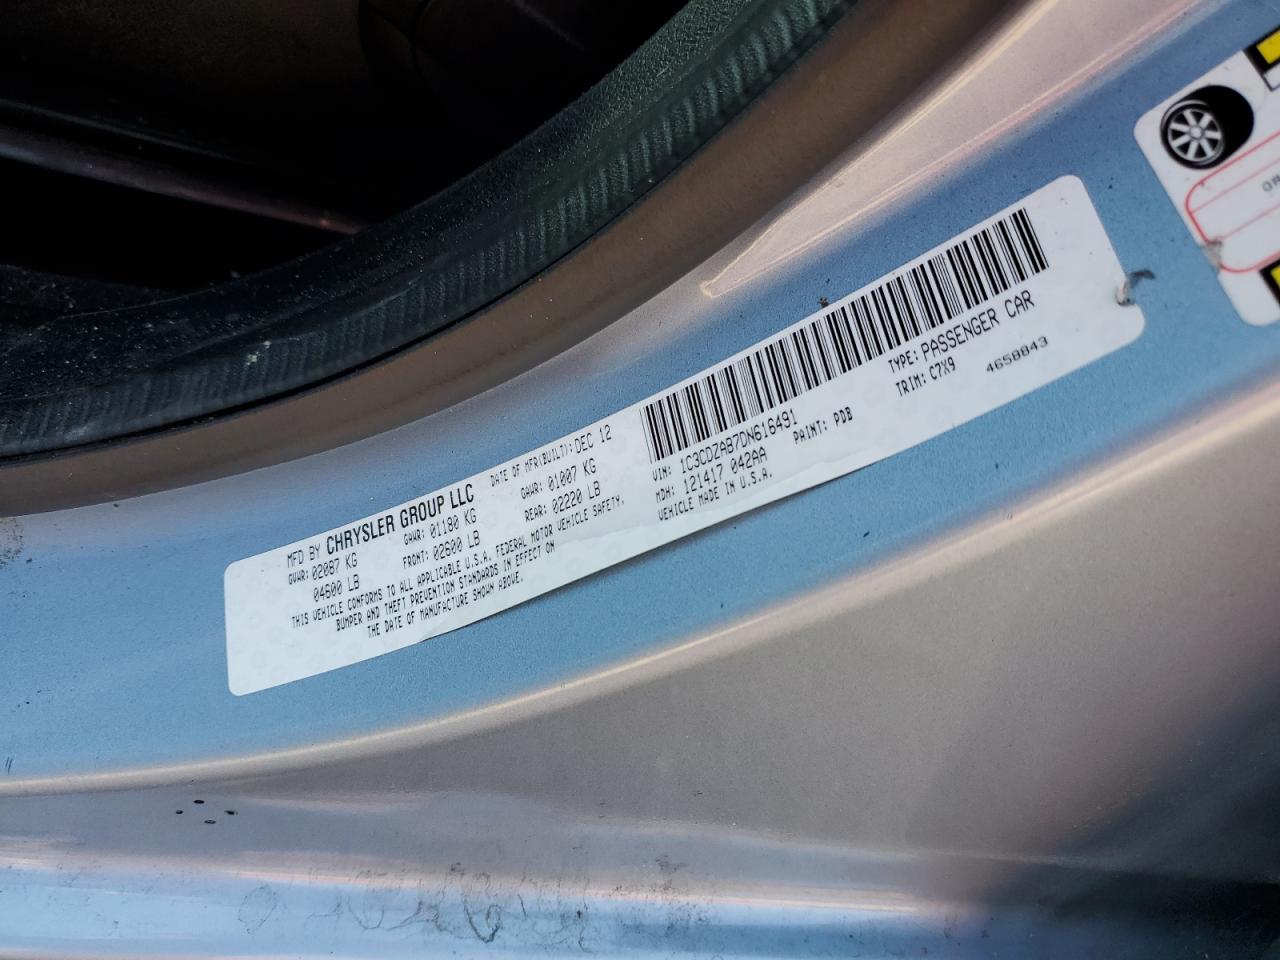 MFD BY CHRYSLER GROUP LLC
DATE OF MFR(BUILT): DEC 12
GVWR: 02087 KG
04600 LB
GAWR: 01180 KG
FRONT: 02600 LB
GAWR: 01007 KG
REAR: 02220 LB
THIS VEHICLE CONFORMS TO ALL APPLICABLE U.S.A. FEDERAL MOTOR VEHICLE SAFETY,
BUMPER AND THEFT PREVENTION STANDARDS IN EFFECT ON
THE DATE OF MANUFACTURE SHOWN ABOVE.
VIN: 1C3CDZAB7DN616491
TYPE: PASSENGER CAR
MDH: 121417 042AA
PAINT: PDB
TRIM: C7X9
VEHICLE MADE IN U.S.A.
4658843